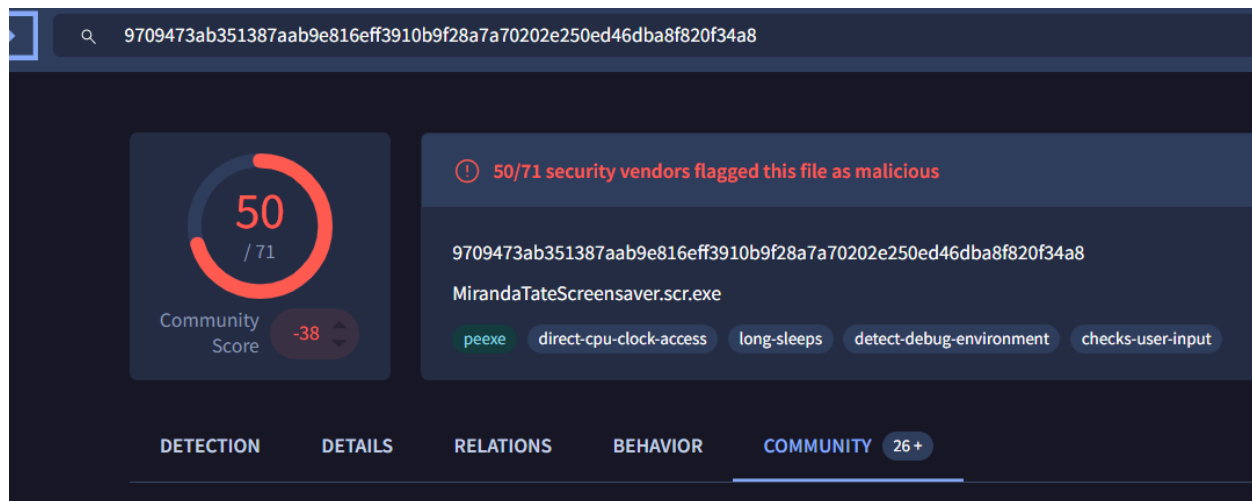 9709473ab351387aab9e816eff3910b9f28a7a70202e250ed46dba8f820f34a8
50
/ 71
Community
Score
-38
50/71 security vendors flagged this file as malicious
9709473ab351387aab9e816eff3910b9f28a7a70202e250ed46dba8f820f34a8
MirandaTateScreensaver.scr.exe
peexe direct-cpu-clock-access long-sleeps detect-debug-environment checks-user-input
DETECTION DETAILS RELATIONS BEHAVIOR COMMUNITY 26+